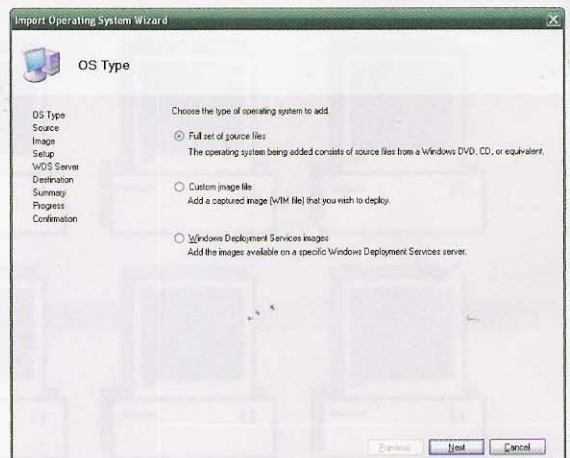 Import Operating System Wizard
OS Type
OS Type
Source
Image
Setup
WDS Server
Destination
Summary
Progress
Confirmation
Choose the type of operating system to add.
Full set of source files
The operating system being added consists of source files from a Windows DVD, CD, or equivalent.
Custom image file
Add a captured image (WIM file) that you wish to deploy.
Windows Deployment Services images
Add the images available on a specific Windows Deployment Services server.
Previous
Next
Cancel